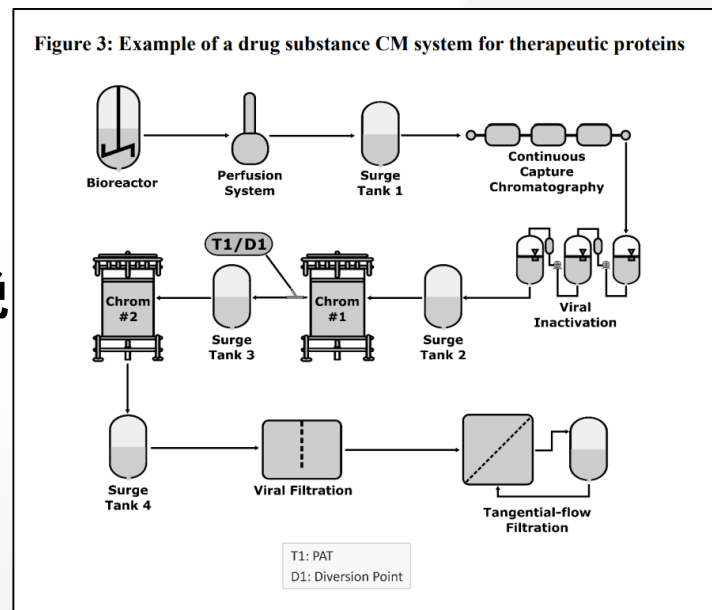 Figure 3: Example of a drug substance CM system for therapeutic proteins
Bioreactor
Perfusion
System
Surge
Tank 1
Continuous
Capture
Chromatography
T1/D1
Chrom
#2
Surge
Tank 3
Chrom
#1
Surge
Tank 2
Viral
Inactivation
Surge
Tank 4
Viral Filtration
Tangential-flow
Filtration
T1: PAT
D1: Diversion Point